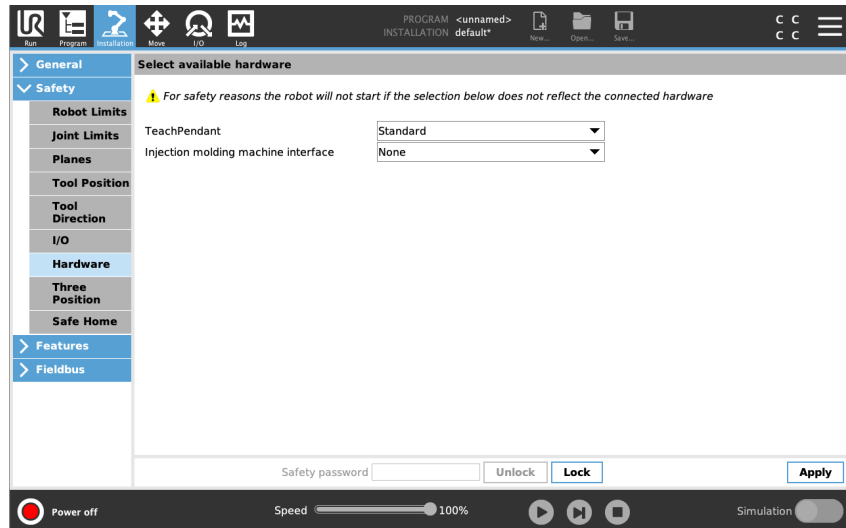 UR
PROGRAM <unnamed>
INSTALLATION default*
Run Program Installation Move I/O Log New... Open... Save...
C C
C C
General
Select available hardware
Safety
For safety reasons the robot will not start if the selection below does not reflect the connected hardware
Robot Limits
Joint Limits
Planes
Tool Position
Tool
Direction
I/O
Hardware
Three
Position
Safe Home
Features
Fieldbus
TeachPendant Standard
Injection molding machine interface None
Safety password Unlock Lock Apply
Power off Speed 100% Simulation